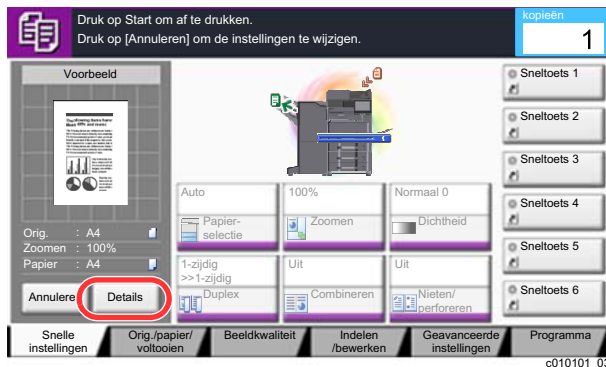 Druk op Start om af te drukken.
Druk op [Annuleren] om de instellingen te wijzigen.
kopieën
1
Voorbeeld
Orig. : A4
Zoomen : 100%
Papier : A4
Annulere
Details
Auto
Papier-
selectie
100%
Zoomen
Normaal 0
Dichtheid
1-zijdig
>>1-zijdig
Duplex
Uit
Combineren
Uit
Nieten/
perforeren
Sneltoets 1
Sneltoets 2
Sneltoets 3
Sneltoets 4
Sneltoets 5
Sneltoets 6
Snelle
instellingen
Orig./papier/
voltooien
Beeldkwaliteit
Indelen
/bewerken
Geavanceerde
instellingen
Programma
c010101_03